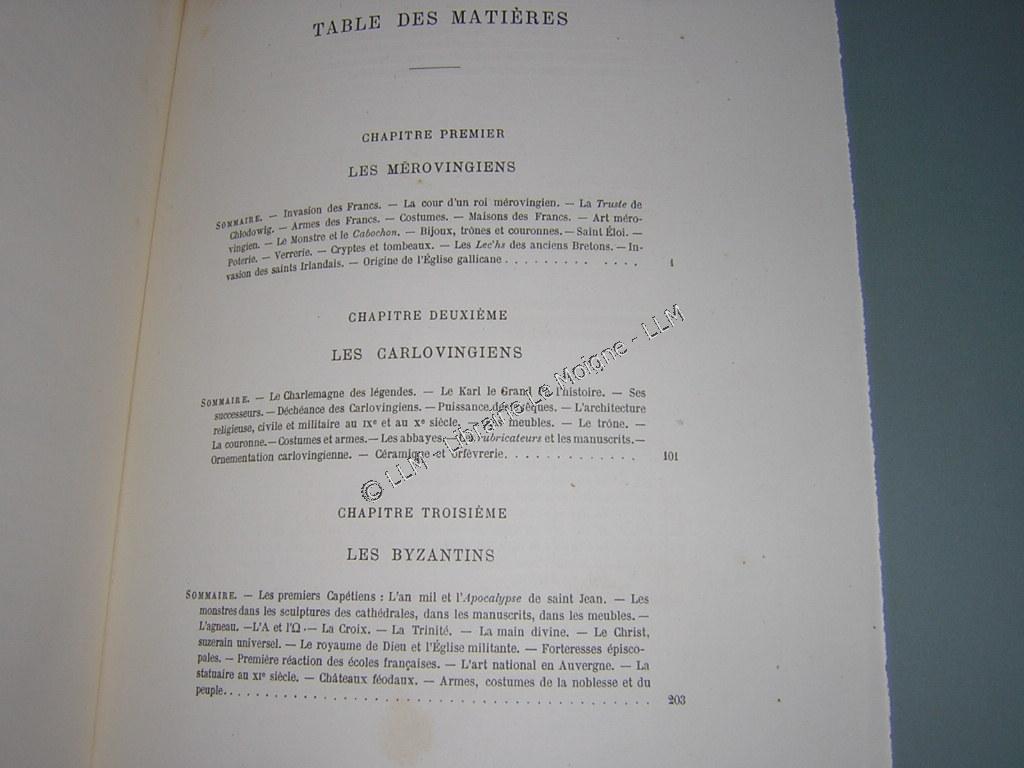 TABLE DES MATIÈRES
CHAPITRE PREMIER
LES MÉROVINGIENS
SOMMAIRE. — Invasion des Francs. — La cour d'un roi mérovingien. — La Truste de
Chlodowig. — Armes des Francs. — Costumes. — Maisons des Francs. — Art méro-
vingien. — Le Monstre et le Cabochon. — Bijoux, trônes et couronnes. — Saint Éloi. —
Poterie. — Verrerie. — Cryptes et tombeaux. — Les Lec'hs des anciens Bretons. — In-
vasion des saints Irlandais. — Origine de l'Église gallicane . . . . . . . . . . . . . 1
CHAPITRE DEUXIÈME
LES CARLOVINGIENS
SOMMAIRE. — Le Charlemagne des légendes. — Le Karl le Grand de l'histoire. — Ses
successeurs. — Déchéance des Carlovingiens. — Puissance des évêques. — L'architecture
religieuse, civile et militaire au IXe et au Xe siècle. — meubles. — Le trône. —
La couronne. — Costumes et armes. — Les abbayes. — et les manuscrits. —
Ornementation carlovingienne. — Céramique et orfèvrerie. . . . . . . . . . . . . 101
© LLM - Librairie Le Moigne - LLM
CHAPITRE TROISIÈME
LES BYZANTINS
SOMMAIRE. — Les premiers Capétiens : L'an mil et l'Apocalypse de saint Jean. — Les
monstres dans les sculptures des cathédrales, dans les manuscrits, dans les meubles. —
L'agneau. — L'A et l'Ω. — La Croix. — La Trinité. — La main divine. — Le Christ,
suzerain universel. — Le royaume de Dieu et l'Église militante. — Forteresses épisco-
pales. — Première réaction des écoles françaises. — L'art national en Auvergne. — La
statuaire au XIe siècle. — Châteaux féodaux. — Armes, costumes de la noblesse et du
peuple. . . . . . . . . . . . . . . . . . . . . . . . . . . . . . . . . . . . 203